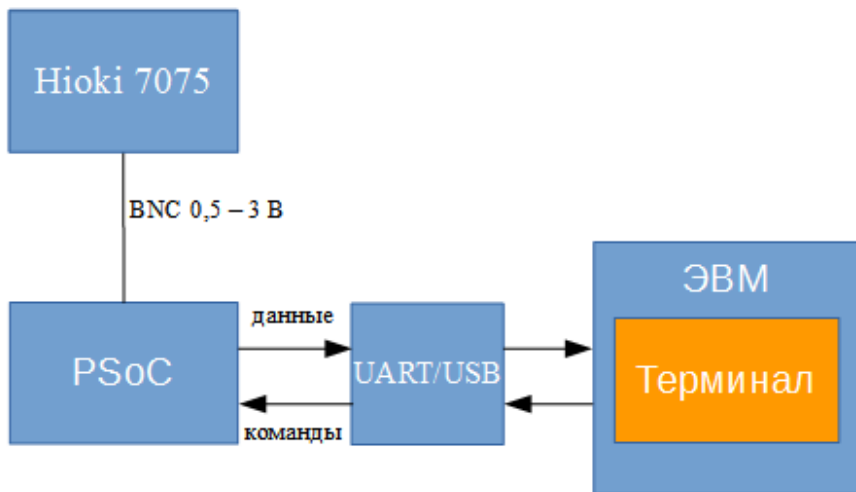 Hioki 7075
BNC 0,5 – 3 В
ЭВМ
данные
PSoC
UART/USB
Терминал
команды